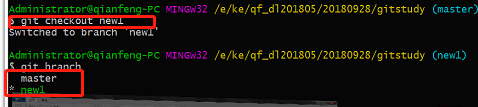 Administrator@qianfeng-PC MINGW32 /e/ke/qf_dl201805/20180928/gitstudy (master)
$ git checkout new1
Switched to branch 'new1'
Administrator@qianfeng-PC MINGW32 /e/ke/qf_dl201805/20180928/gitstudy (new1)
$ git branch
  master
* new1